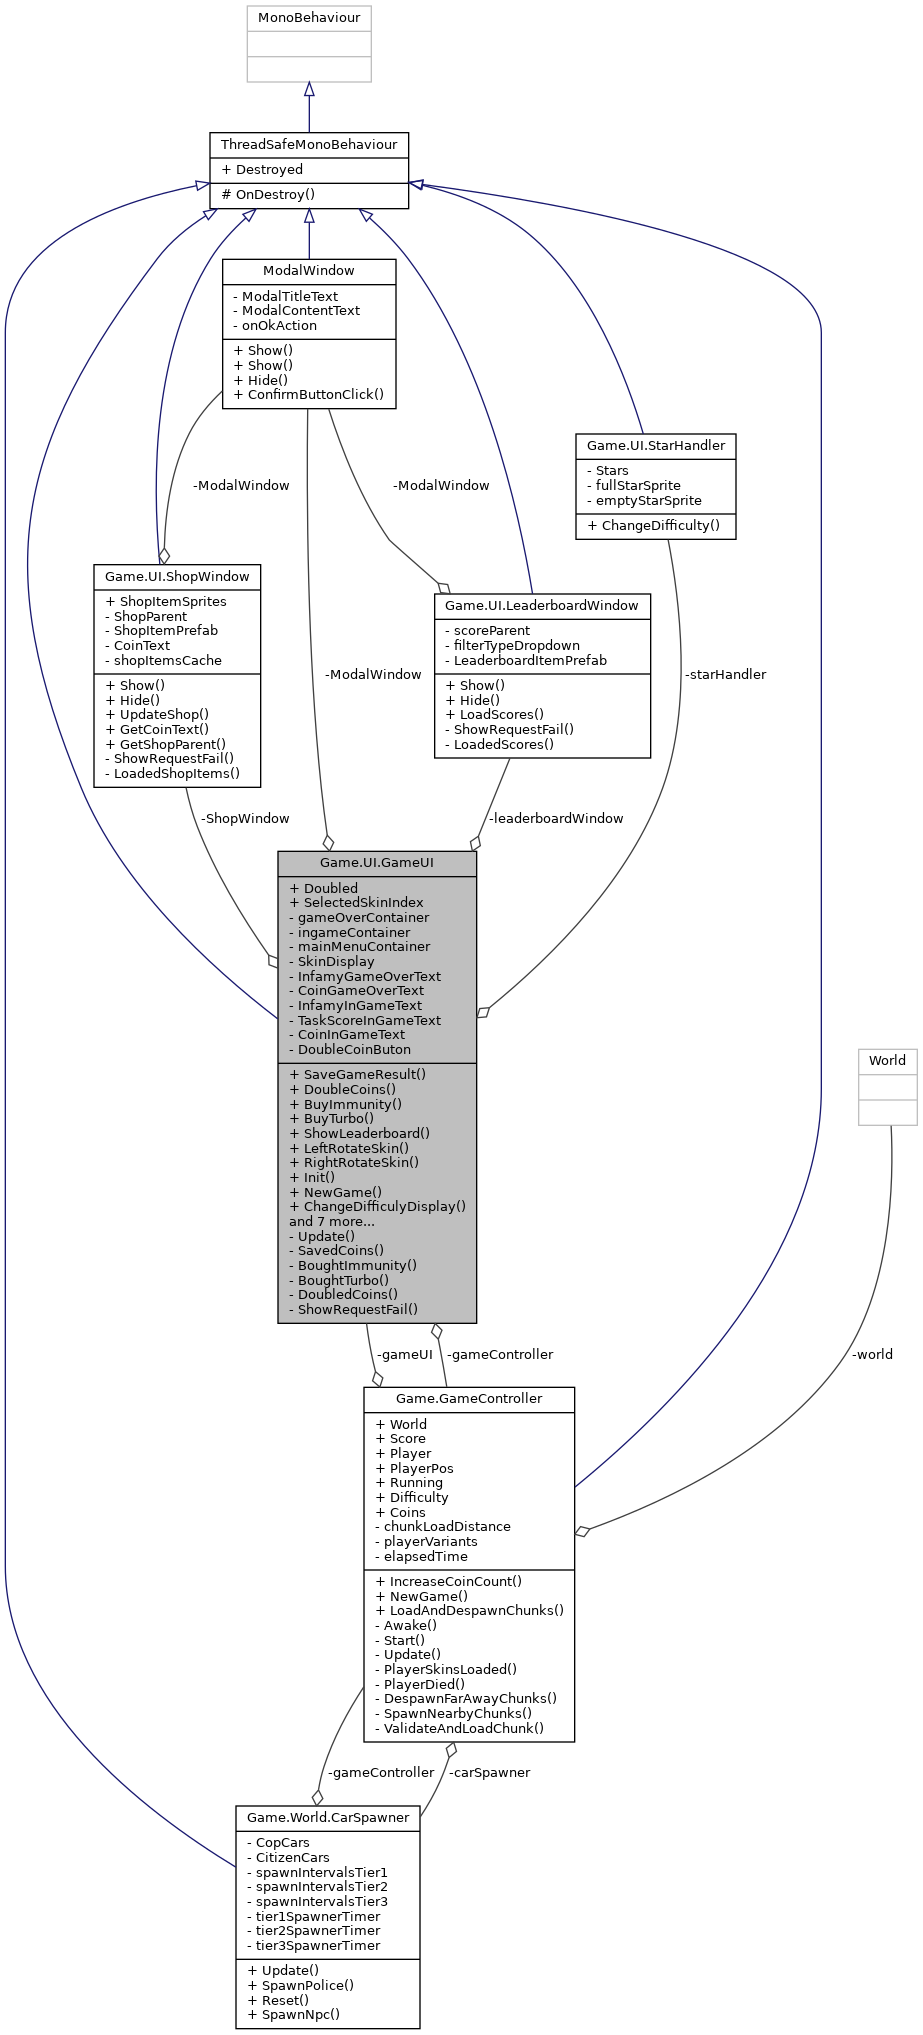 MonoBehaviour
ThreadSafeMonoBehaviour
+ Destroyed
# OnDestroy()
ModalWindow
- ModalTitleText
- ModalContentText
- onOkAction
+ Show()
+ Show()
+ Hide()
+ ConfirmButtonClick()
Game.UI.StarHandler
- Stars
- fullStarSprite
- emptyStarSprite
+ ChangeDifficulty()
-ModalWindow
-ModalWindow
Game.UI.ShopWindow
+ ShopItemSprites
- ShopParent
- ShopItemPrefab
- CoinText
- shopItemsCache
+ Show()
+ Hide()
+ UpdateShop()
+ GetCoinText()
+ GetShopParent()
- ShowRequestFail()
- LoadedShopItems()
Game.UI.LeaderboardWindow
- scoreParent
- filterTypeDropdown
- LeaderboardItemPrefab
+ Show()
+ Hide()
+ LoadScores()
- ShowRequestFail()
- LoadedScores()
-ModalWindow
-starHandler
-ShopWindow
-leaderboardWindow
Game.UI.GameUI
+ Doubled
+ SelectedSkinIndex
- gameOverContainer
- ingameContainer
- mainMenuContainer
- SkinDisplay
- InfamyGameOverText
- CoinGameOverText
- InfamyInGameText
- TaskScoreInGameText
- CoinInGameText
- DoubleCoinButon
+ SaveGameResult()
+ DoubleCoins()
+ BuyImmunity()
+ BuyTurbo()
+ ShowLeaderboard()
+ LeftRotateSkin()
+ RightRotateSkin()
+ Init()
+ NewGame()
+ ChangeDifficulyDisplay()
and 7 more...
- Update()
- SavedCoins()
- BoughtImmunity()
- BoughtTurbo()
- DoubledCoins()
- ShowRequestFail()
World
-gameUI
-gameController
-world
Game.GameController
+ World
+ Score
+ Player
+ PlayerPos
+ Running
+ Difficulty
+ Coins
- chunkLoadDistance
- playerVariants
- elapsedTime
+ IncreaseCoinCount()
+ NewGame()
+ LoadAndDespawnChunks()
- Awake()
- Start()
- Update()
- PlayerSkinsLoaded()
- PlayerDied()
- DespawnFarAwayChunks()
- SpawnNearbyChunks()
- ValidateAndLoadChunk()
-gameController
-carSpawner
Game.World.CarSpawner
- CopCars
- CitizenCars
- spawnIntervalsTier1
- spawnIntervalsTier2
- spawnIntervalsTier3
- tier1SpawnerTimer
- tier2SpawnerTimer
- tier3SpawnerTimer
+ Update()
+ SpawnPolice()
+ Reset()
+ SpawnNpc()